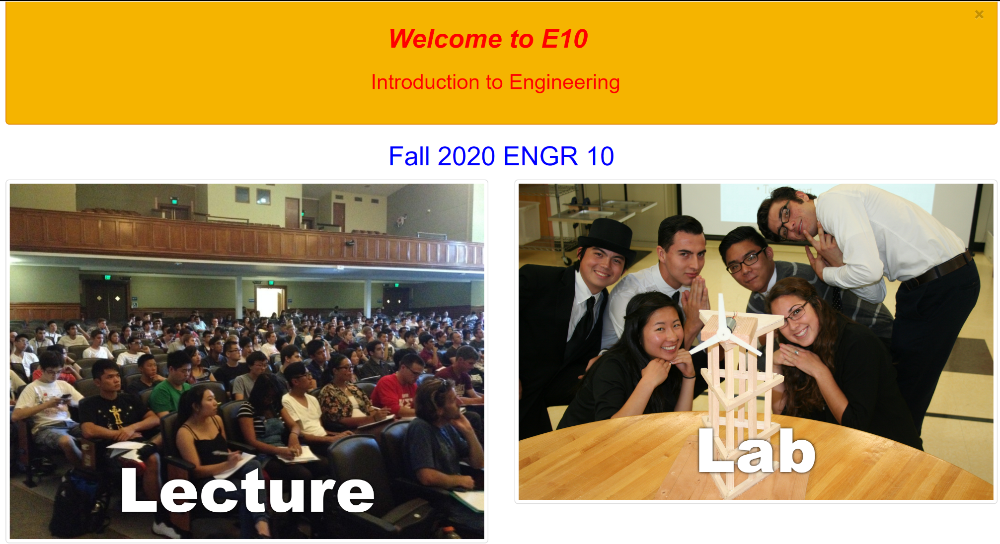 Welcome to E10
Introduction to Engineering
Fall 2020 ENGR 10
Lecture
Lab